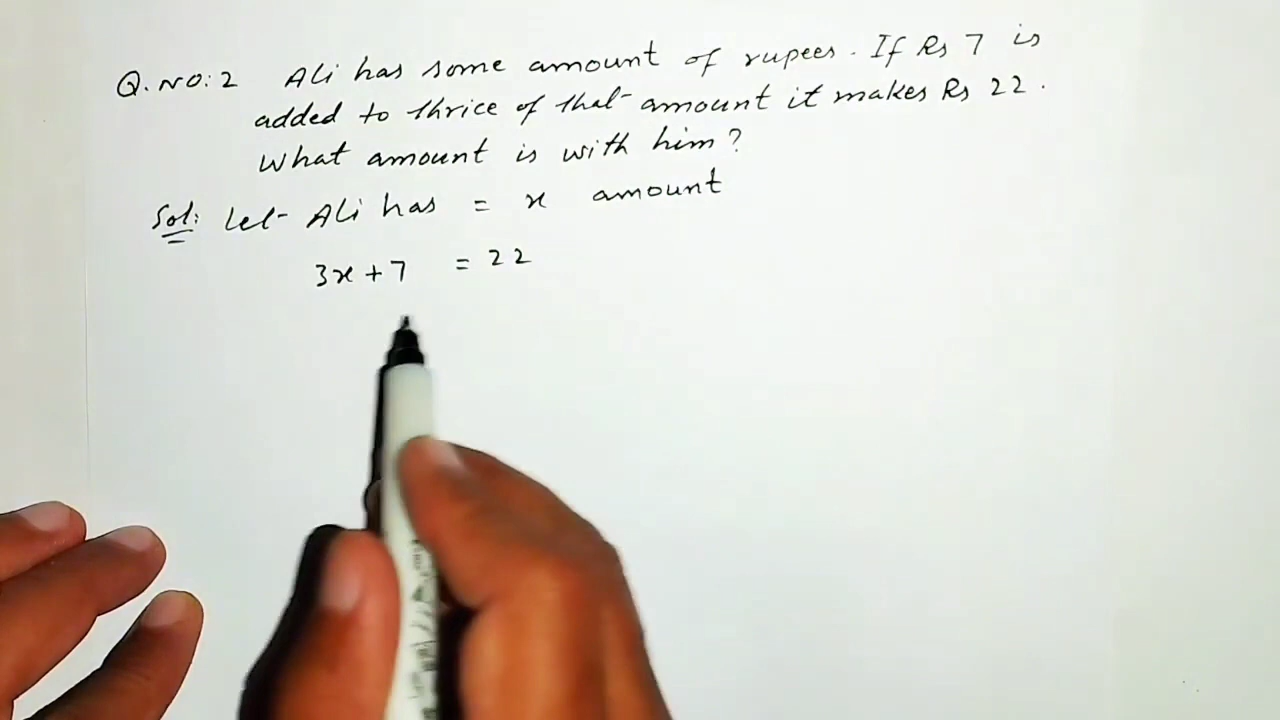 Q.NO:2 Ali has some amount of rupees. If Rs 7 is
added to thrice of that amount it makes Rs 22.
What amount is with him?
Sol: Let Ali has = x amount
3x+7 = 22